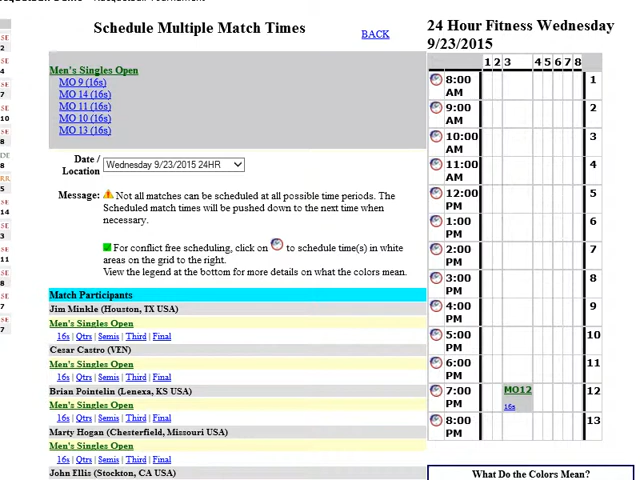 Schedule Multiple Match Times
BACK
Men's Singles Open
MO 9 (16s)
MO 14 (16s)
MO 11 (16s)
MO 10 (16s)
MO 13 (16s)
Date / Location
Wednesday 9/23/2015 24HR
Message: Not all matches can be scheduled at all possible time periods. The
Scheduled match times will be pushed down to the next time when
necessary.
For conflict free scheduling, click on to schedule time(s) in white
areas on the grid to the right.
View the legend at the bottom for more details on what the colors mean.
Match Participants
Jim Minkle (Houston, TX USA)
Men's Singles Open
16s | Qtrs | Semis | Third | Final
Cesar Castro (VEN)
Men's Singles Open
16s | Qtrs | Semis | Third | Final
Brian Pointelin (Lenexa, KS USA)
Men's Singles Open
16s | Qtrs | Semis | Third | Final
Marty Hogan (Chesterfield, Missouri USA)
Men's Singles Open
16s | Qtrs | Semis | Third | Final
John Ellis (Stockton, CA USA)
24 Hour Fitness Wednesday
9/23/2015
1 2 3 4 5 6 7 8
8:00 AM 1
9:00 AM 2
10:00 AM 3
11:00 AM 4
12:00 PM 5
1:00 PM 6
2:00 PM 7
3:00 PM 8
4:00 PM 9
5:00 PM 10
6:00 PM 11
7:00 PM MO12 16s 12
8:00 PM 13
What Do the Colors Mean?